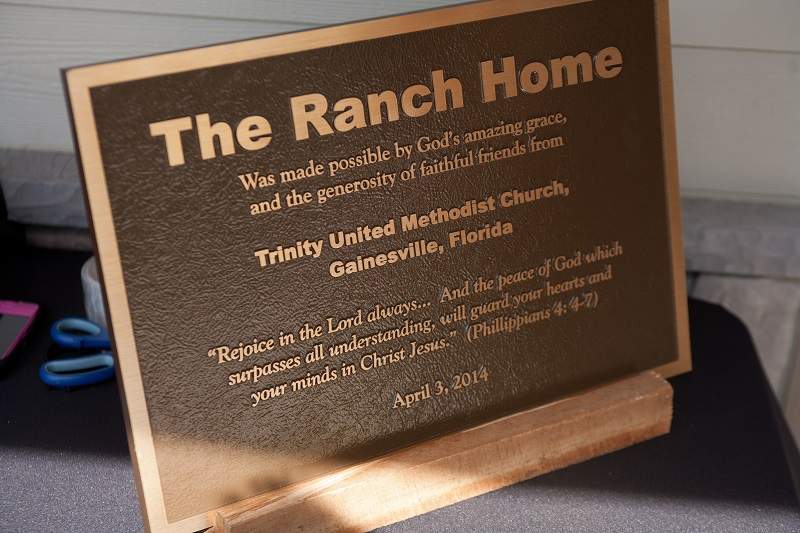 The Ranch Home
Was made possible by God's amazing grace,
and the generosity of faithful friends from
Trinity United Methodist Church,
Gainesville, Florida
"Rejoice in the Lord always... And the peace of God which
surpasses all understanding, will guard your hearts and
your minds in Christ Jesus." (Phillippians 4: 4-7)
April 3, 2014